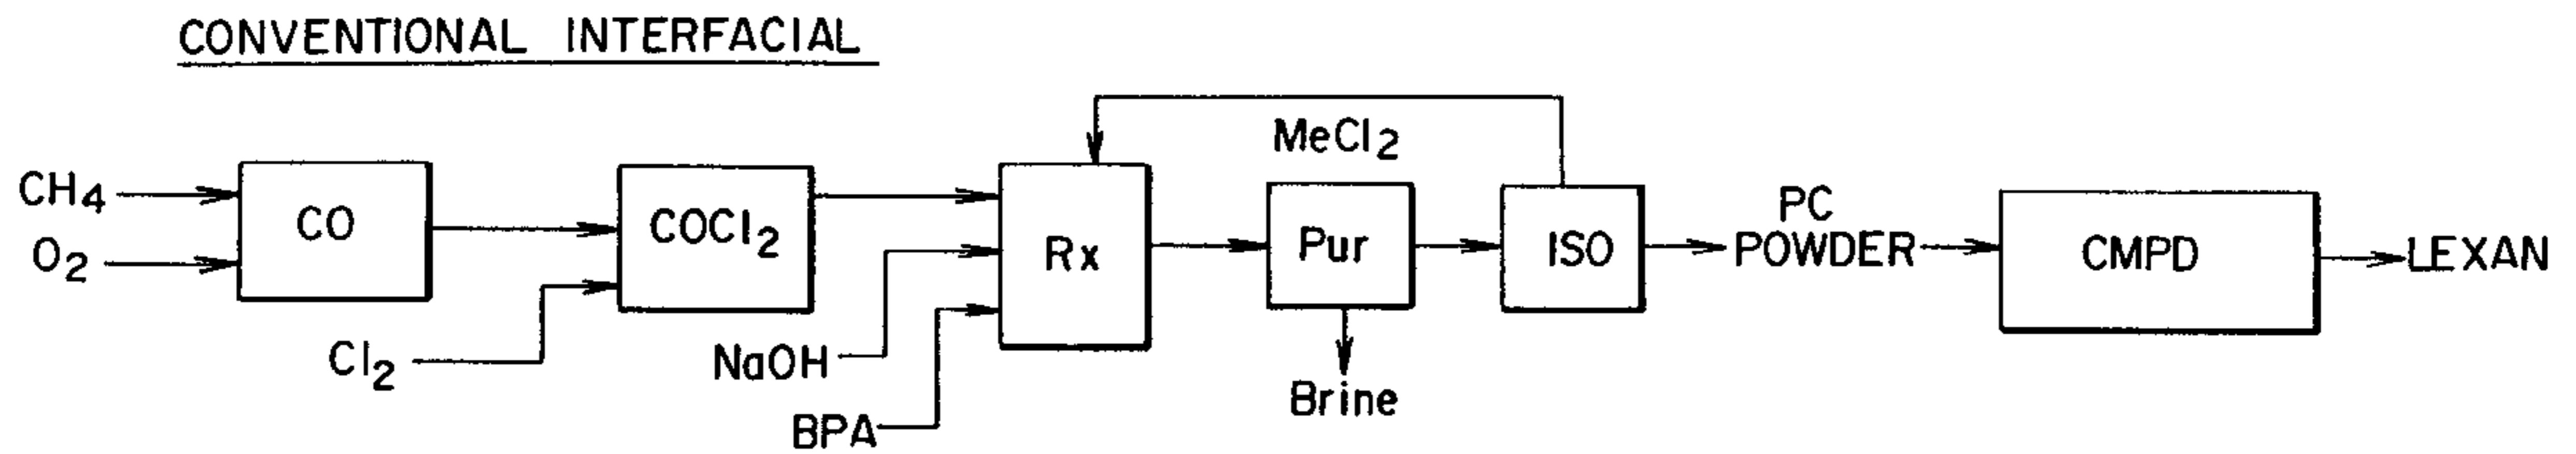 CONVENTIONAL INTERFACIAL
CH4
O2
CO
Cl2
COCl2
NaOH
BPA
Rx
MeCl2
Pur
Brine
ISO
PC
POWDER
CMPD
LEXAN